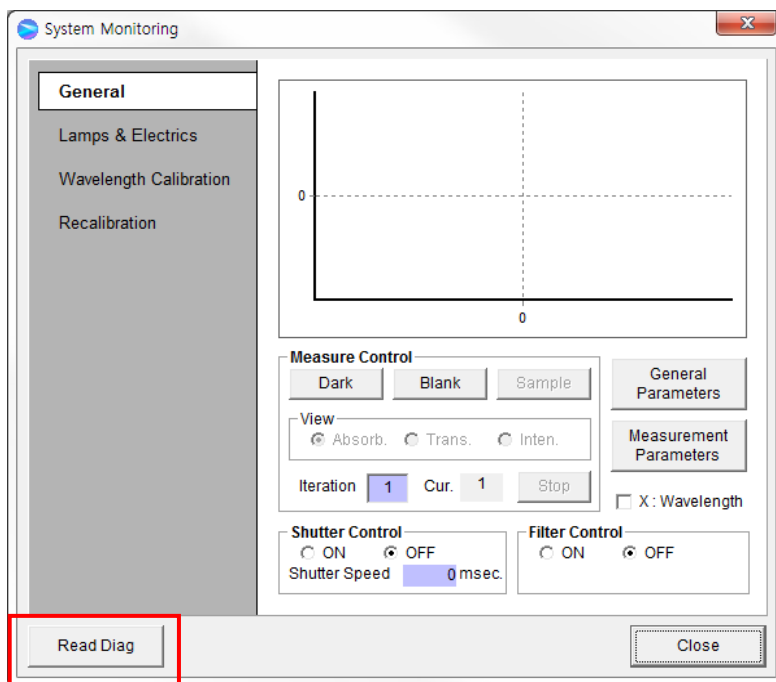 System Monitoring
x
General
Lamps & Electrics
Wavelength Calibration
Recalibration
0
0
Measure Control
Dark Blank Sample
View
Absorb. Trans. Inten.
Iteration 1 Cur. 1 Stop
General
Parameters
Measurement
Parameters
X : Wavelength
Shutter Control
ON OFF
Shutter Speed 0 msec.
Filter Control
ON OFF
Read Diag
Close